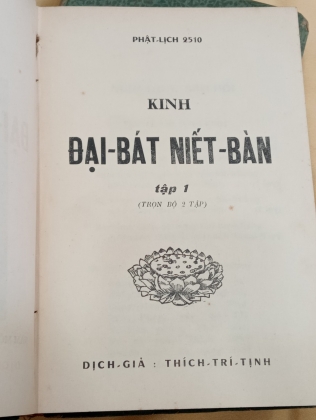 PHẬT-LỊCH 2510
KINH
ĐẠI-BÁT NIẾT-BÀN
tập 1
(TRỌN BỘ 2 TẬP)
DỊCH-GIẢ : THÍCH-TRÍ-TỊNH